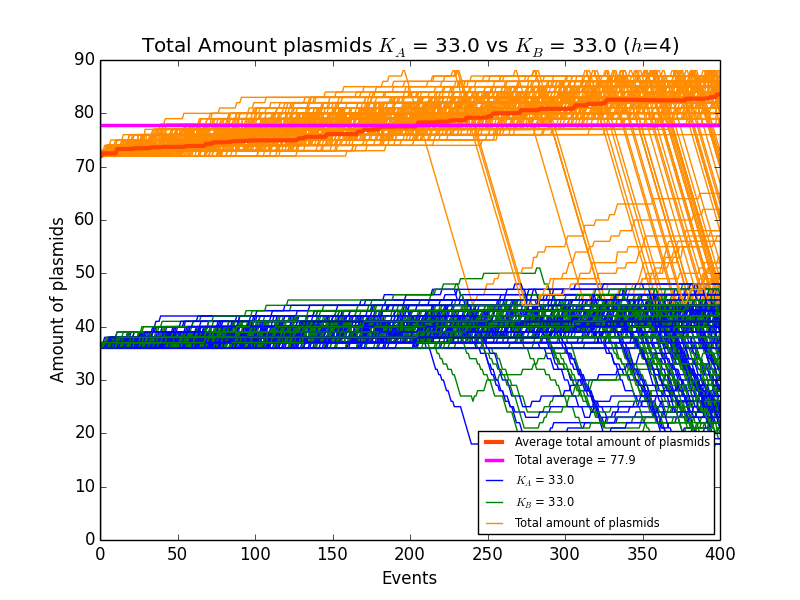 Total Amount plasmids K_A = 33.0 vs K_B = 33.0 (h=4)
90
80
70
60
50
40
30
20
10
0
Amount of plasmids
Average total amount of plasmids
Total average = 77.9
K_A = 33.0
K_B = 33.0
Total amount of plasmids
0 50 100 150 200 250 300 350 400
Events